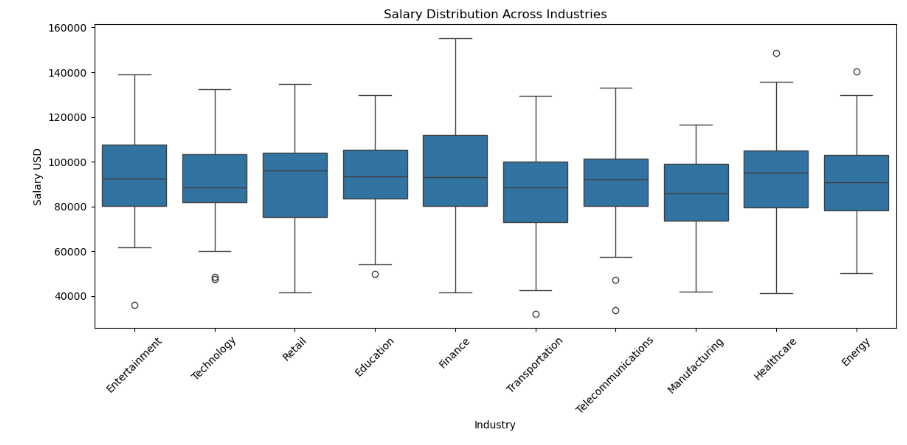 Salary Distribution Across Industries
160000
140000
120000
100000
80000
60000
40000
Salary USD
Entertainment
Technology
Retail
Education
Finance
Transportation
Telecommunications
Manufacturing
Healthcare
Energy
Industry